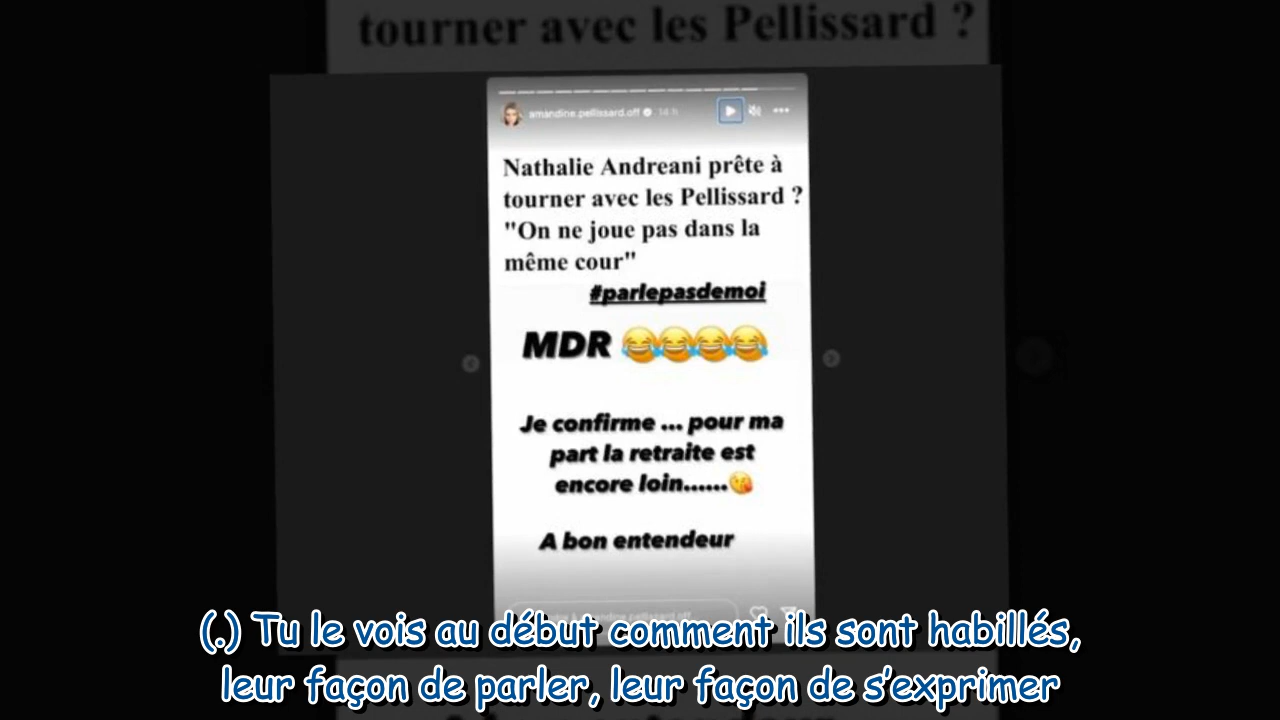 tourner avec les Pellissard ?
amandine.pellissard.off 14 h
Nathalie Andreani prête à
tourner avec les Pellissard ?
"On ne joue pas dans la
même cour"
#parlepasdemoi
MDR 😂😂😂😂
Je confirme ... pour ma
part la retraite est
encore loin......😘
A bon entendeur
(.) Tu le vois au début comment ils sont habillés,
leur façon de parler, leur façon de s’exprimer